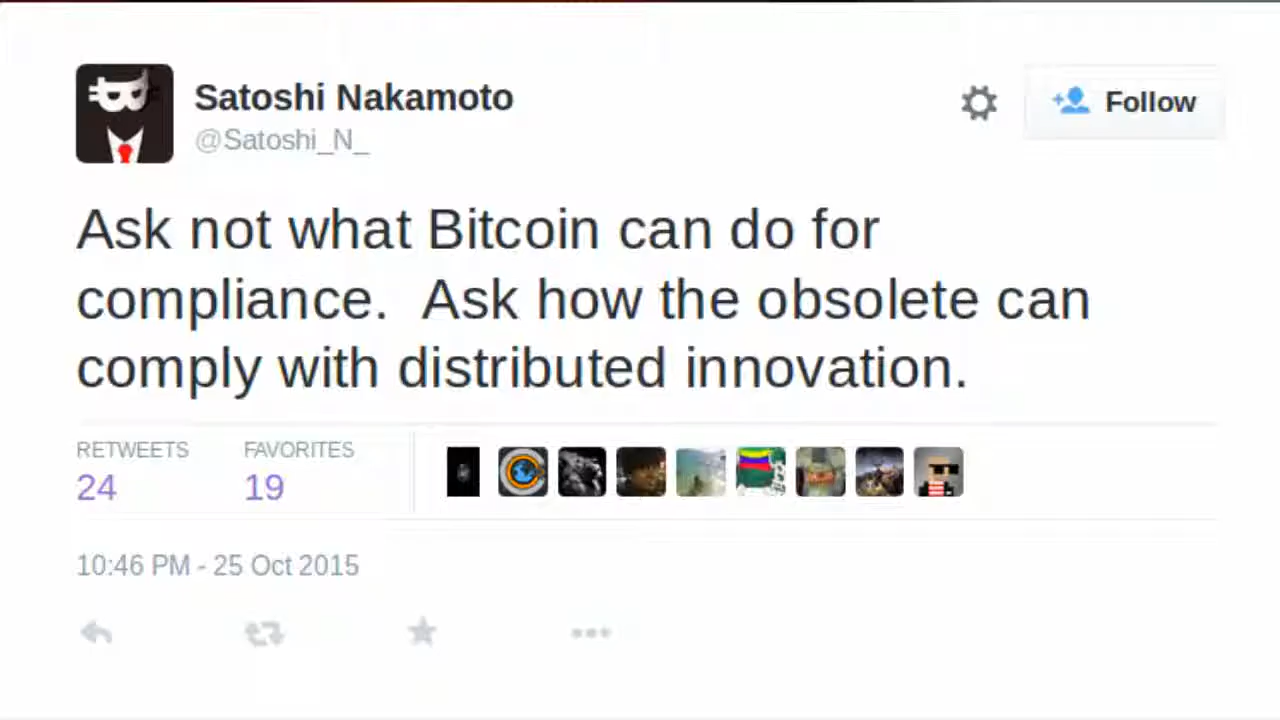 Satoshi Nakamoto
@Satoshi_N_
Follow
Ask not what Bitcoin can do for
compliance.  Ask how the obsolete can
comply with distributed innovation.
RETWEETS FAVORITES
24 19
10:46 PM - 25 Oct 2015